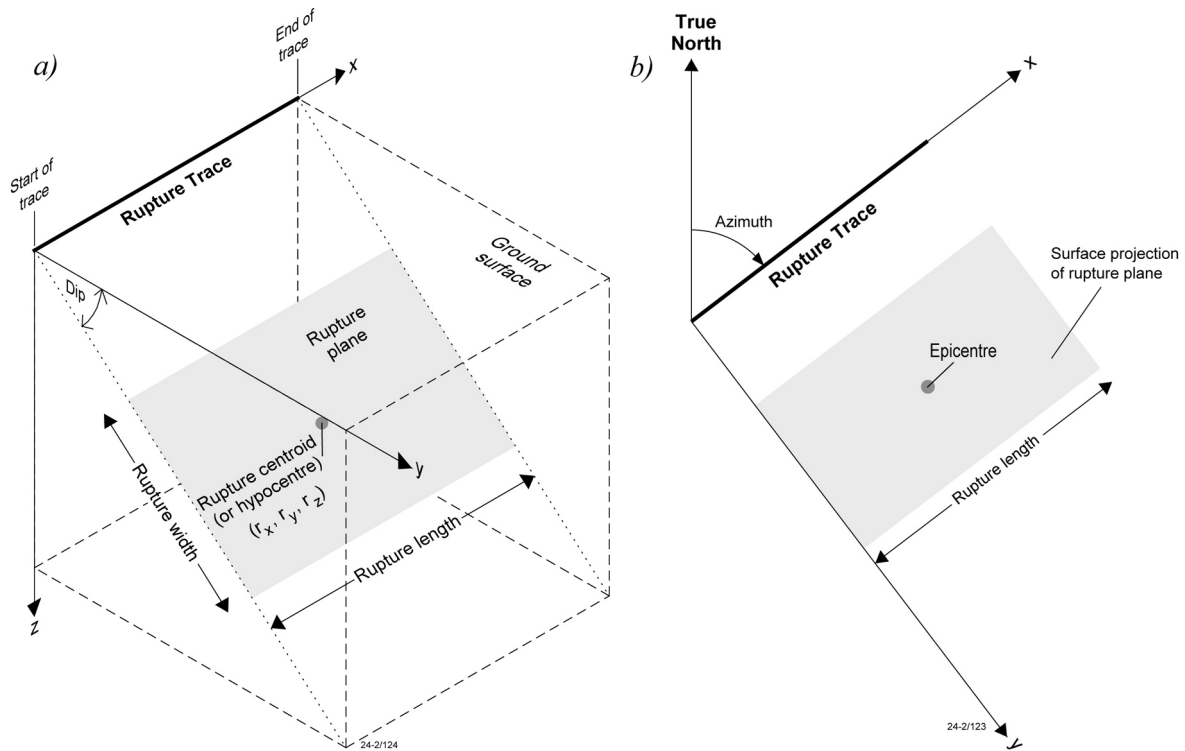 a)
End of
trace
x
Start of
trace
Rupture Trace
Ground
surface
Dip
Rupture
plane
Rupture centroid
(or hypocentre)
(rx, ry, rz)
y
Rupture width
Rupture length
z
24-2/124
b)
True
North
x
Azimuth
Rupture Trace
Surface projection
of rupture plane
Epicentre
Rupture length
24-2/123
y